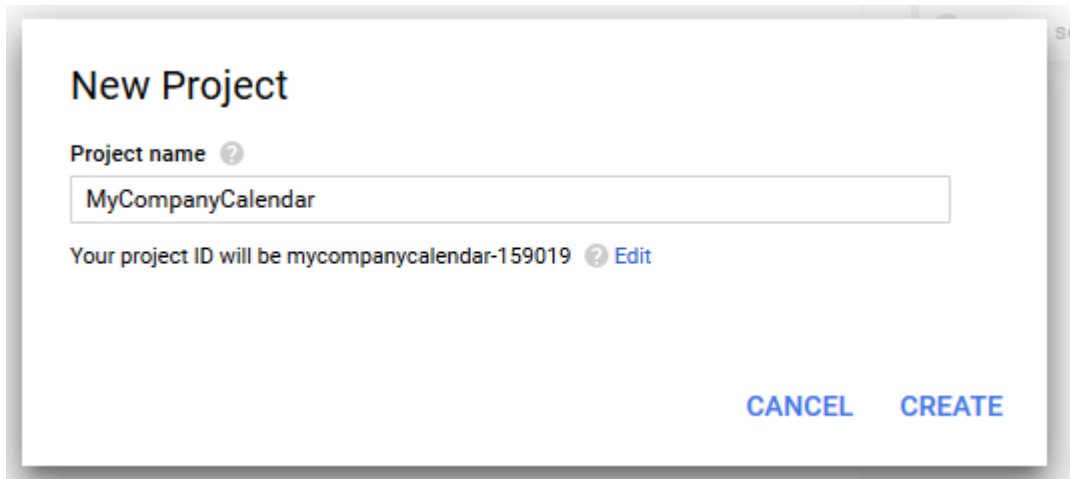 New Project
Project name
MyCompanyCalendar
Your project ID will be mycompanycalendar-159019 Edit
CANCEL CREATE